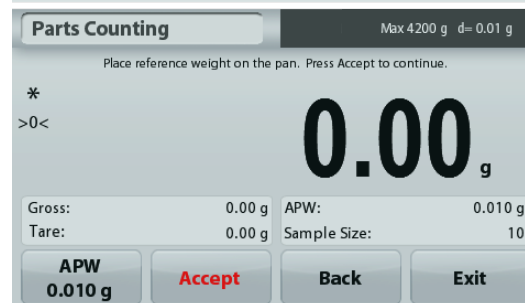 Parts Counting
Max 4200 g d= 0.01 g
Place reference weight on the pan. Press Accept to continue.
*
>0<
0.00 g
Gross: 0.00 g APW: 0.010 g
Tare: 0.00 g Sample Size: 10
APW
0.010 g
Accept
Back
Exit